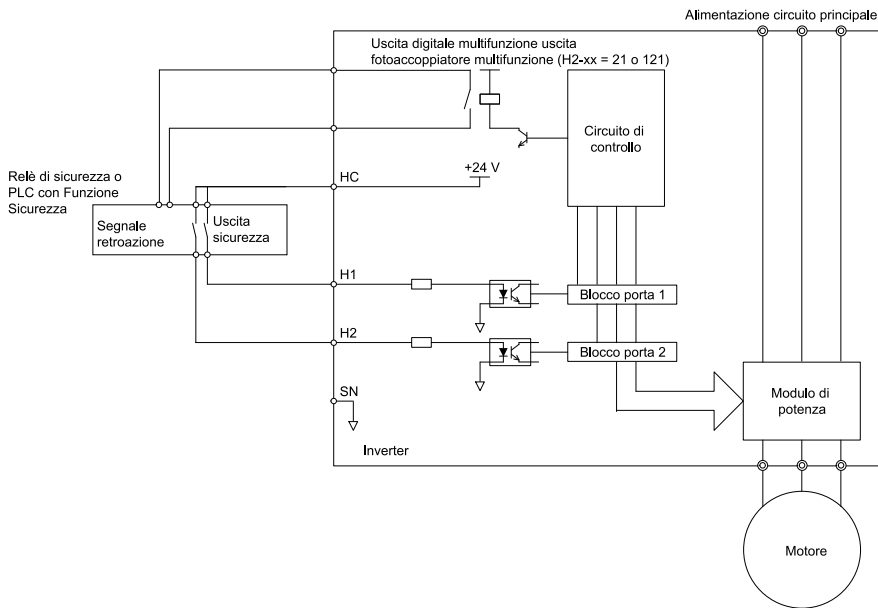 Alimentazione circuito principale
Uscita digitale multifunzione uscita
fotoaccoppiatore multifunzione (H2-xx = 21 o 121)
Circuito di
controllo
+24 V
HC
Relè di sicurezza o
PLC con Funzione
Sicurezza
Segnale
retroazione
Uscita
sicurezza
H1
Blocco porta 1
H2
Blocco porta 2
SN
Modulo di
potenza
Inverter
Motore